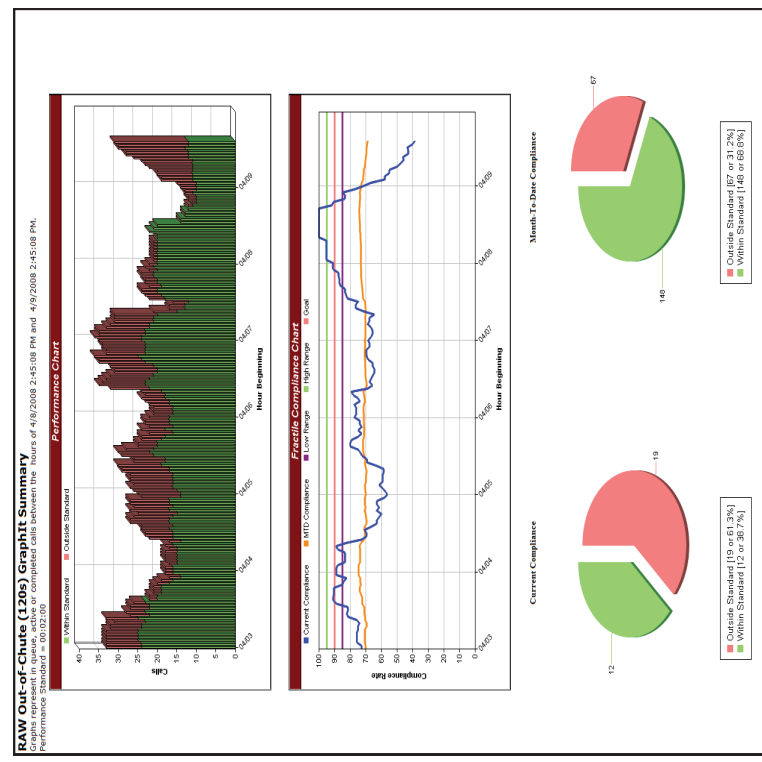 RAW Out-of-Chute (120s) GraphIt Summary
Graphs represent in queue, active or completed calls between the hours of 4/8/2008 2:45:08 PM and 4/9/2008 2:45:08 PM.
Performance Standard = 00:02:00
Performance Chart
Within Standard Outside Standard
Calls
40
35
30
25
20
15
10
5
0
04/03 04/04 04/05 04/06 04/07 04/08 04/09
Hour Beginning
Fractile Compliance Chart
Current Compliance MTD Compliance Low Range High Range Goal
Compliance Rate
100
90
80
70
60
50
40
30
20
10
0
04/03 04/04 04/05 04/06 04/07 04/08 04/09
Hour Beginning
Current Compliance
12
19
Outside Standard [19 or 61.3%]
Within Standard [12 or 38.7%]
Month-To-Date Compliance
148
67
Outside Standard [67 or 31.2%]
Within Standard [148 or 68.8%]